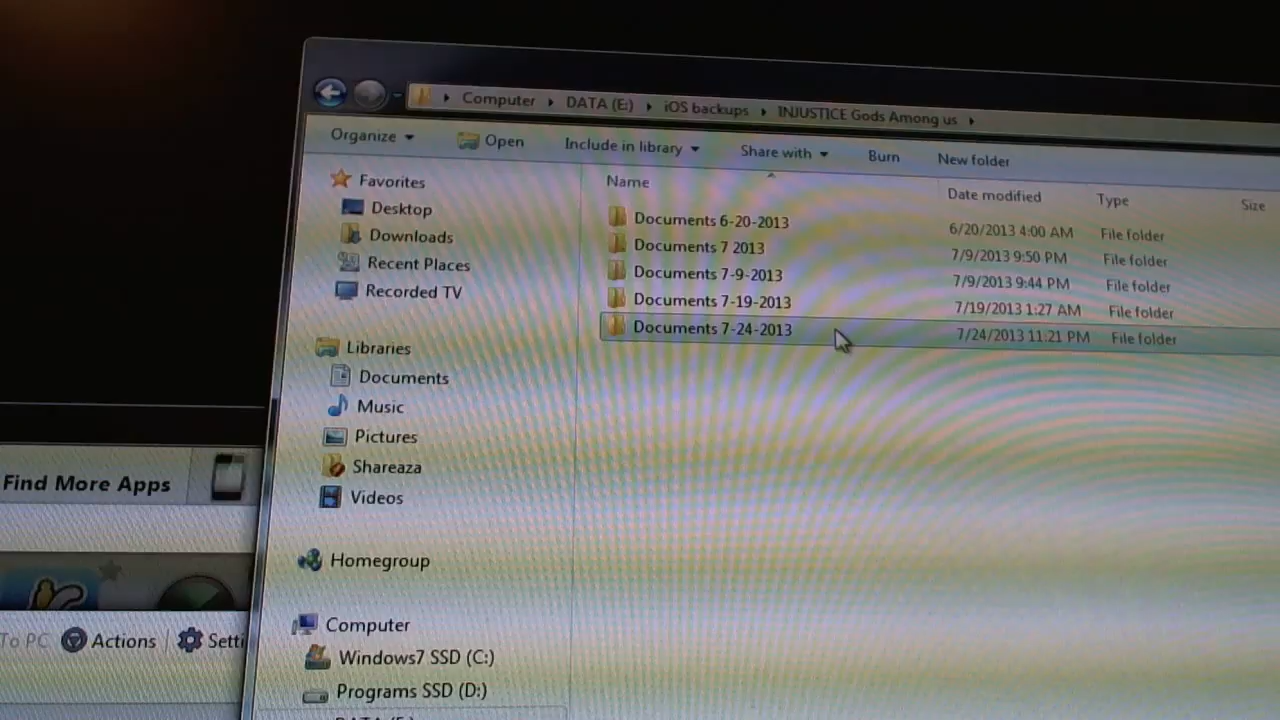 Computer DATA (E:) iOS backups INJUSTICE Gods Among us
Organize Open Include in library Share with Burn New folder
Name Date modified Type Size
Documents 6-20-2013 6/20/2013 4:00 AM File folder
Documents 7 2013 7/9/2013 9:50 PM File folder
Documents 7-9-2013 7/9/2013 9:44 PM File folder
Documents 7-19-2013 7/19/2013 1:27 AM File folder
Documents 7-24-2013 7/24/2013 11:21 PM File folder
Favorites
Desktop
Downloads
Recent Places
Recorded TV
Libraries
Documents
Music
Pictures
Shareaza
Videos
Homegroup
Computer
Windows7 SSD (C:)
Programs SSD (D:)
Find More Apps
To PC Actions